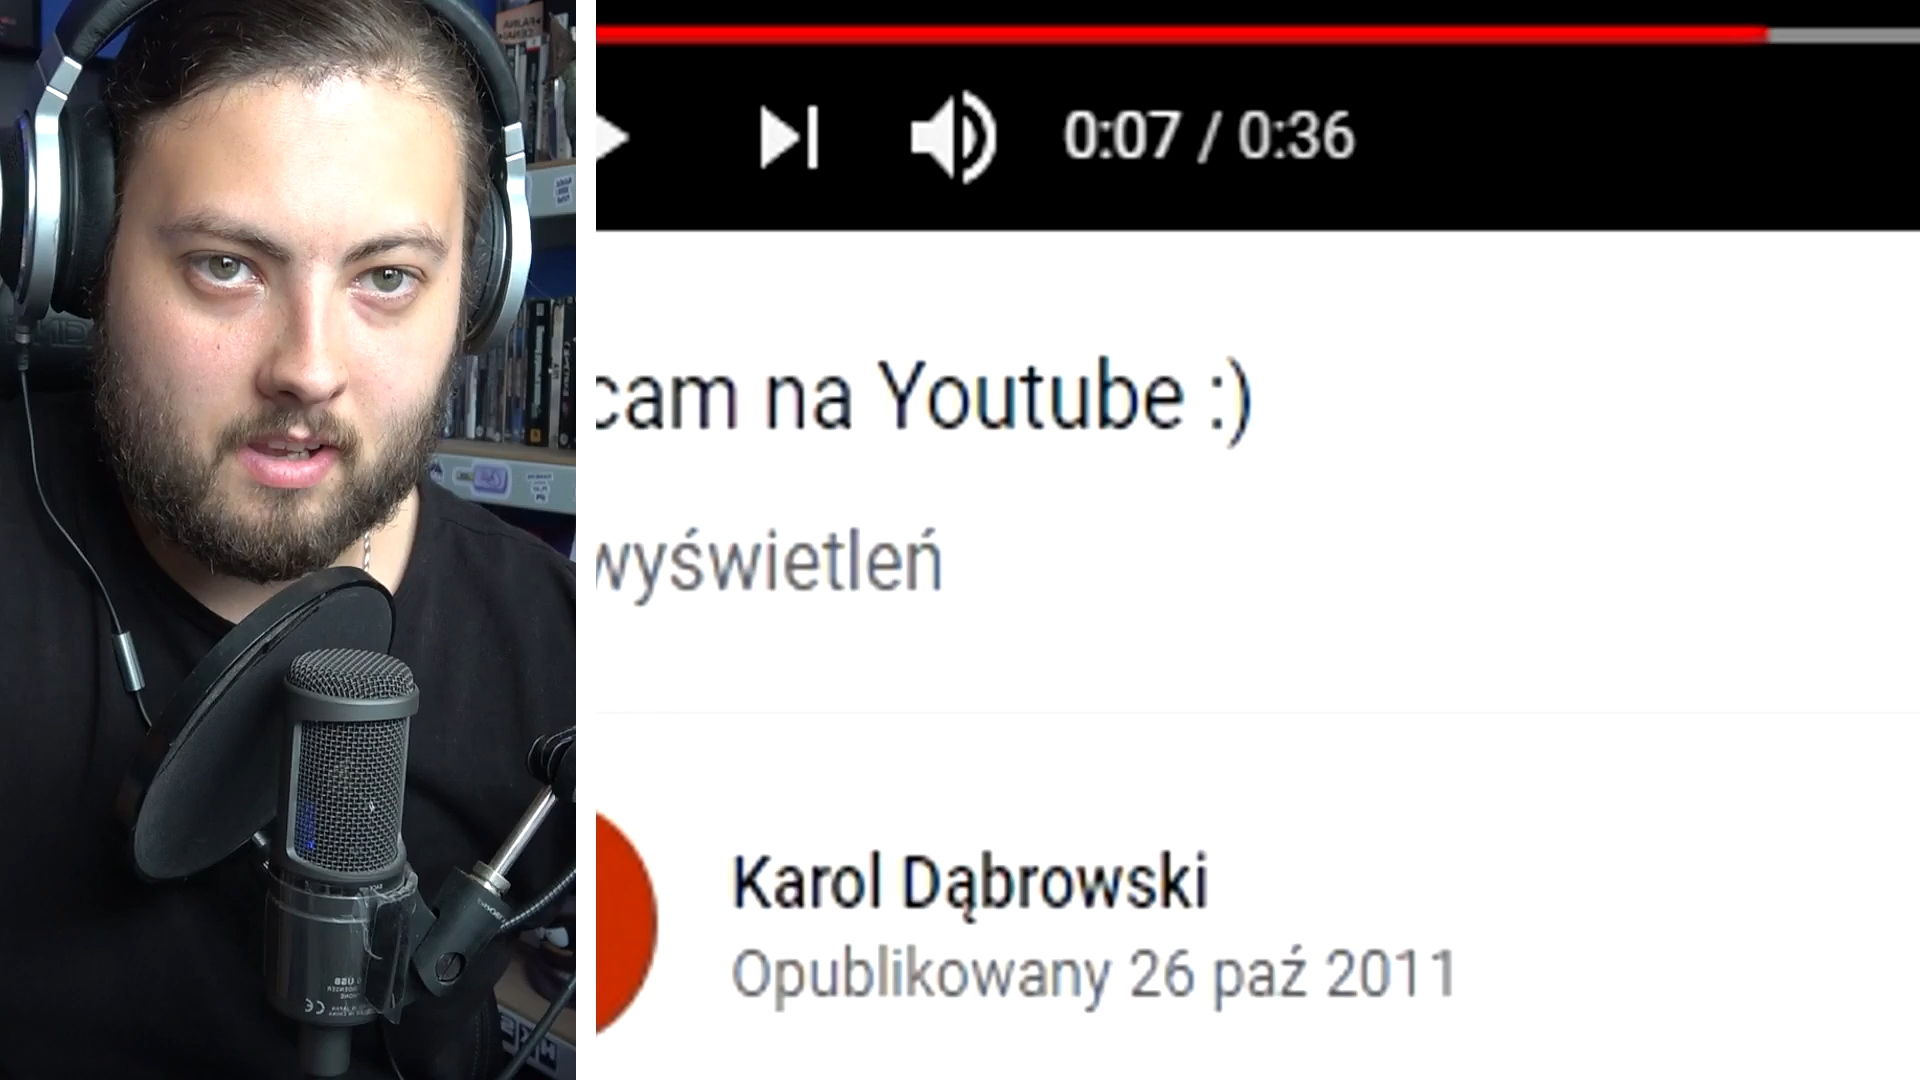 0:07 / 0:36
cam na Youtube :)
wyświetleń
Karol Dąbrowski
Opublikowany 26 paź 2011